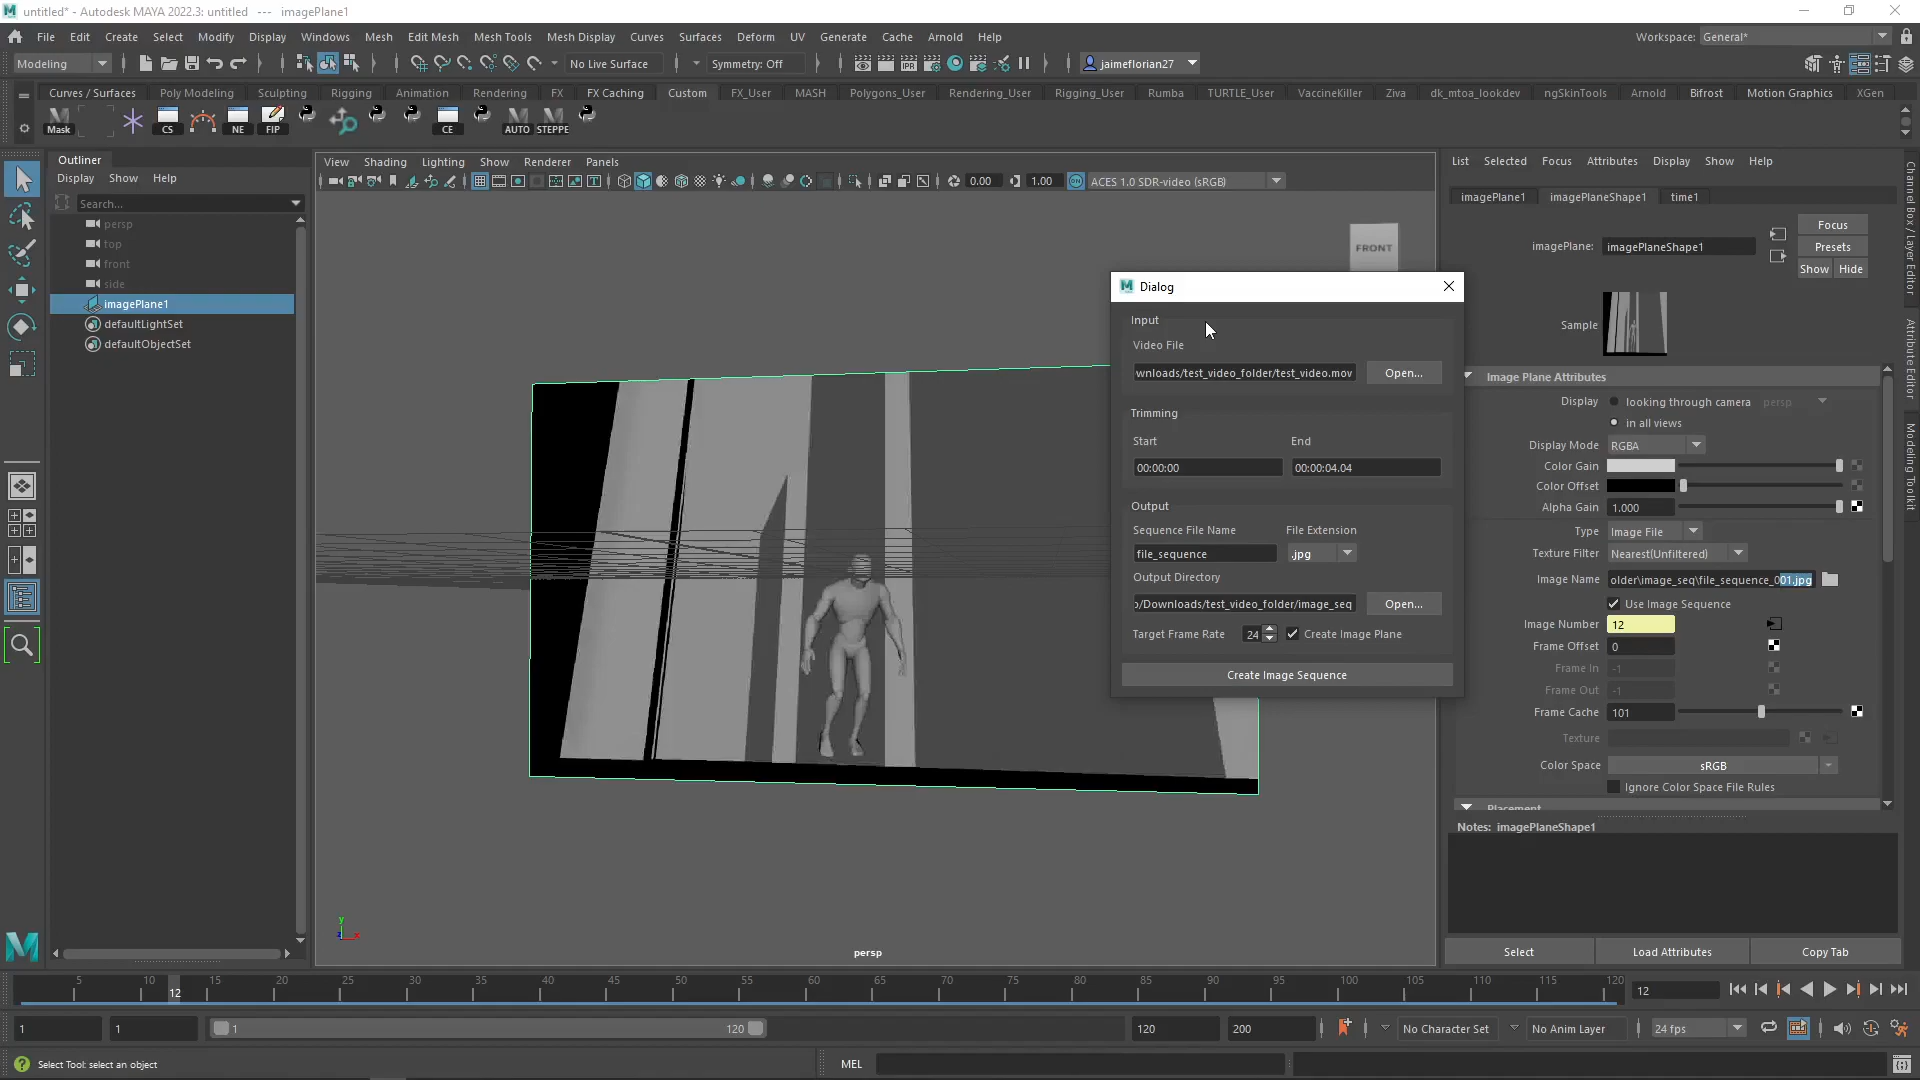 untitled* - Autodesk MAYA 2022.3: untitled   ---   imagePlane1
File Edit Create Select Modify Display Windows Mesh Edit Mesh Mesh Tools Mesh Display Curves Surfaces Deform UV Generate Cache Arnold Help
Workspace: General*
Modeling
No Live Surface
Symmetry: Off
jaimeflorian27
Curves / Surfaces Poly Modeling Sculpting Rigging Animation Rendering FX FX Caching Custom FX_User MASH Polygons_User Rendering_User Rigging_User Rumba TURTLE_User VaccineKiller Ziva dk_mtoa_lookdev ngSkinTools Arnold Bifrost Motion Graphics XGen
Mask CS NE FIP CE AUTO STEPPE
Outliner
Display Show Help
Search...
persp
top
front
side
imagePlane1
defaultLightSet
defaultObjectSet
View Shading Lighting Show Renderer Panels
0.00 1.00 ON ACES 1.0 SDR-video (sRGB)
FRONT
persp
y
x
Dialog
Input
Video File
wnloads/test_video_folder/test_video.mov Open...
Trimming
Start End
00:00:00 00:00:04.04
Output
Sequence File Name File Extension
file_sequence .jpg
Output Directory
o/Downloads/test_video_folder/image_seq Open...
Target Frame Rate 24 Create Image Plane
Create Image Sequence
List Selected Focus Attributes Display Show Help
imagePlane1 imagePlaneShape1 time1
imagePlane: imagePlaneShape1
Focus
Presets
Show Hide
Sample
Image Plane Attributes
Display looking through camera persp
in all views
Display Mode RGBA
Color Gain
Color Offset
Alpha Gain 1.000
Type Image File
Texture Filter Nearest(Unfiltered)
Image Name older\image_seq\file_sequence_001.jpg
Use Image Sequence
Image Number 12
Frame Offset 0
Frame In -1
Frame Out -1
Frame Cache 101
Texture
Color Space sRGB
Ignore Color Space File Rules
Placement
Notes: imagePlaneShape1
Select Load Attributes Copy Tab
Channel Box / Layer Editor
Attribute Editor
Modeling Toolkit
5 10 15 20 25 30 35 40 45 50 55 60 65 70 75 80 85 90 95 100 105 110 115 120
12
12
1 1 1 120 120 200 No Character Set No Anim Layer 24 fps
Select Tool: select an object
MEL